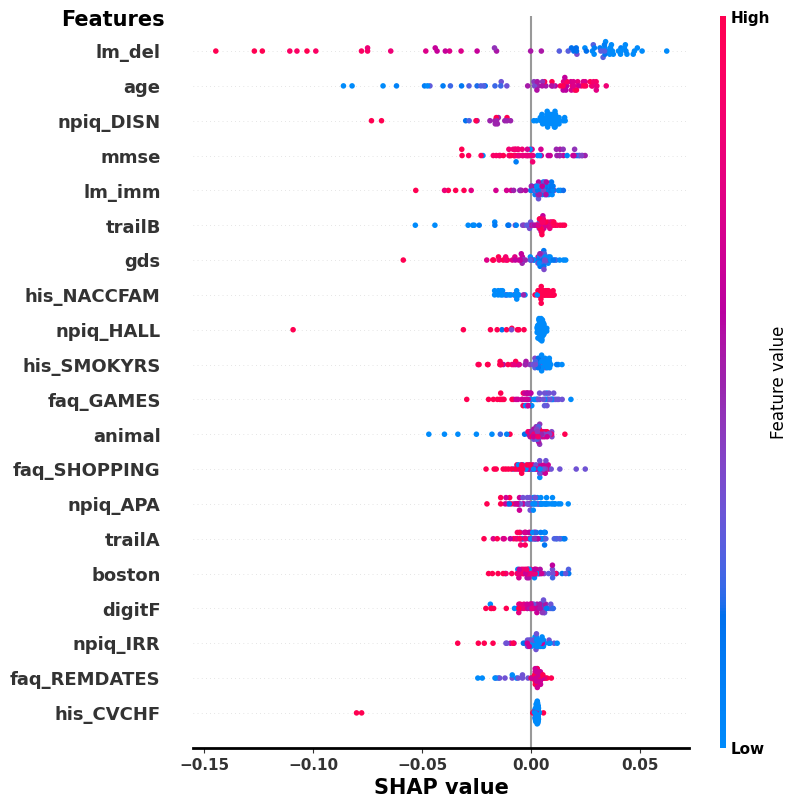 Features
High
lm_del
age
npiq_DISN
mmse
lm_imm
trailB
gds
his_NACCFAM
npiq_HALL
his_SMOKYRS
faq_GAMES
animal
faq_SHOPPING
npiq_APA
trailA
boston
digitF
npiq_IRR
faq_REMDATES
his_CVCHF
Feature value
Low
−0.15 −0.10 −0.05 0.00 0.05
SHAP value